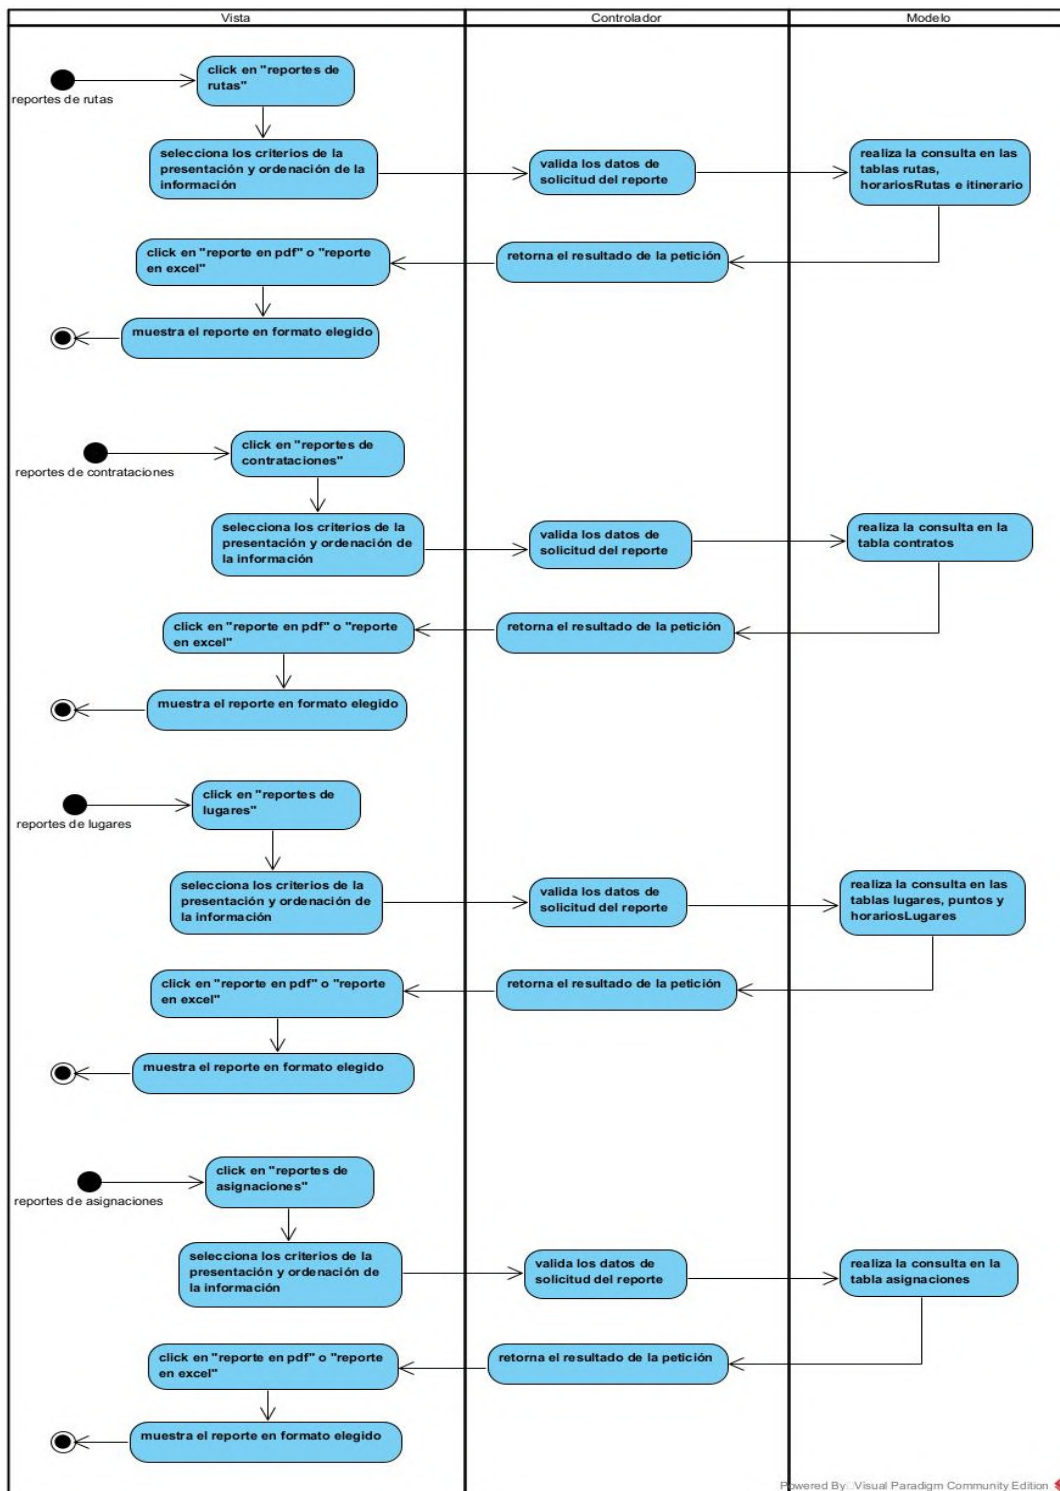 Vista
Controlador
Modelo
click en "reportes de
rutas"
reportes de rutas
selecciona los criterios de la
presentación y ordenación de la
información
valida los datos de
solicitud del reporte
realiza la consulta en las
tablas rutas,
horariosRutas e itinerario
click en "reporte en pdf" o "reporte
en excel"
retorna el resultado de la petición
muestra el reporte en formato elegido
click en "reportes de
contrataciones"
reportes de contrataciones
selecciona los criterios de la
presentación y ordenación de
la información
valida los datos de
solicitud del reporte
realiza la consulta en la
tabla contratos
click en "reporte en pdf" o "reporte
en excel"
retorna el resultado de la petición
muestra el reporte en formato elegido
click en "reportes de
lugares"
reportes de lugares
selecciona los criterios de la
presentación y ordenación de
la información
valida los datos de
solicitud del reporte
realiza la consulta en las
tablas lugares, puntos y
horariosLugares
click en "reporte en pdf" o "reporte
en excel"
retorna el resultado de la petición
muestra el reporte en formato elegido
click en "reportes de
asignaciones"
reportes de asignaciones
selecciona los criterios de la
presentación y ordenación de
la información
valida los datos de
solicitud del reporte
realiza la consulta en la
tabla asignaciones
click en "reporte en pdf" o "reporte
en excel"
retorna el resultado de la petición
muestra el reporte en formato elegido
Powered By Visual Paradigm Community Edition